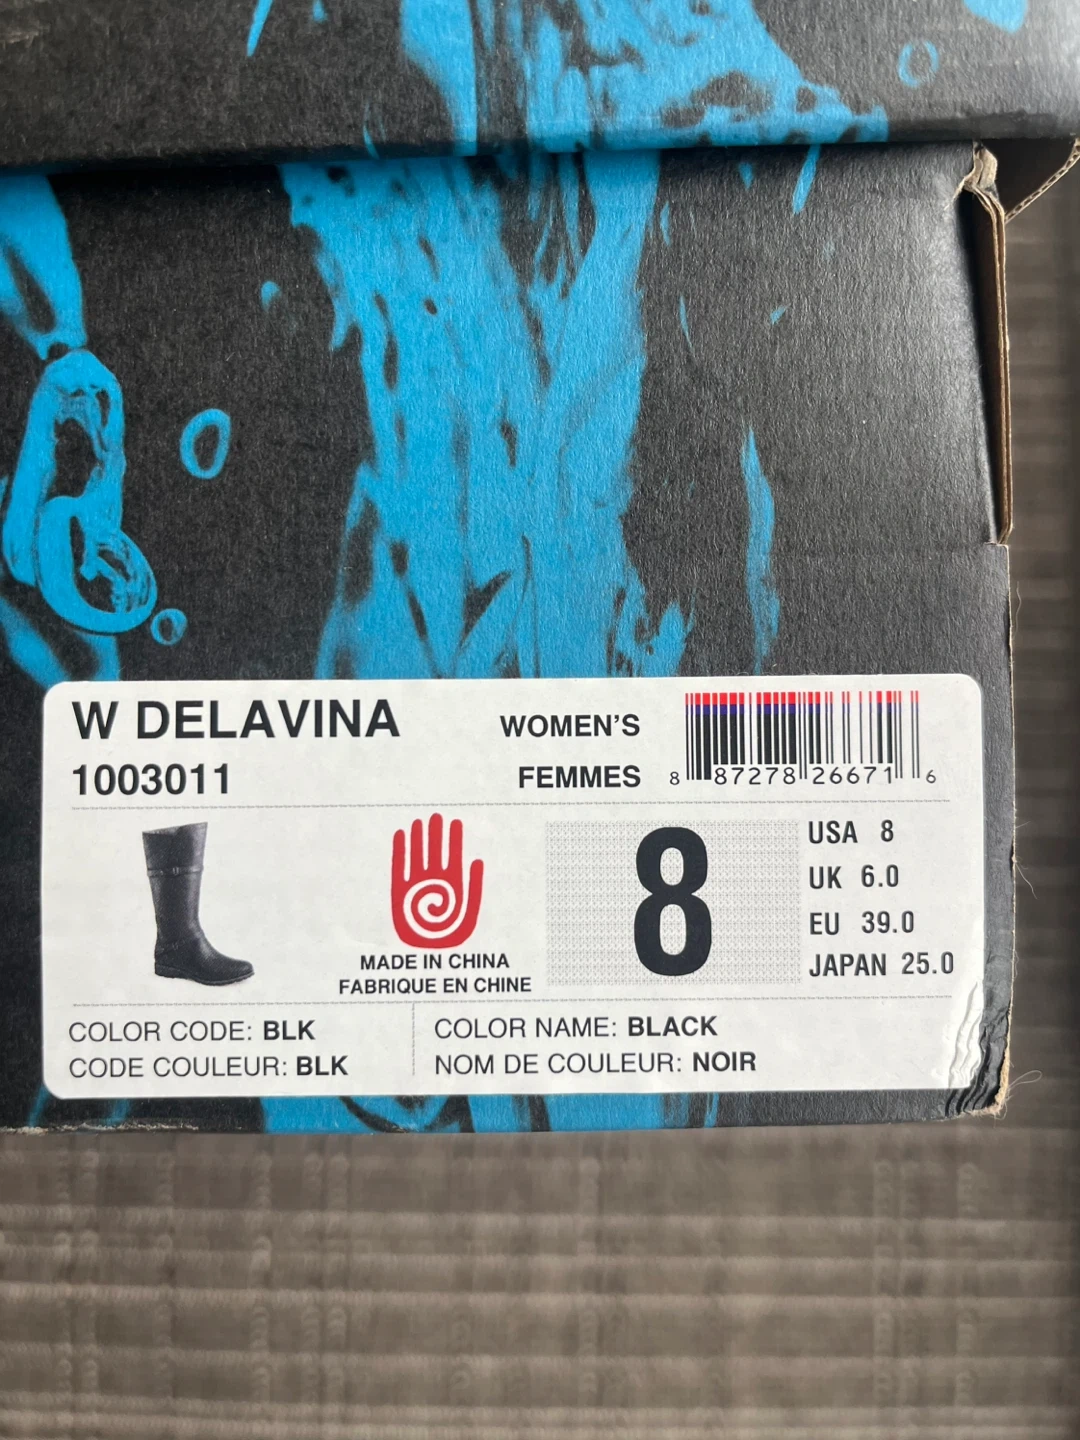 W DELAVINA
1003011
WOMEN'S
FEMMES
8 87278 26671 6
MADE IN CHINA
FABRIQUE EN CHINE
8
USA 8
UK 6.0
EU 39.0
JAPAN 25.0
COLOR CODE: BLK
CODE COULEUR: BLK
COLOR NAME: BLACK
NOM DE COULEUR: NOIR